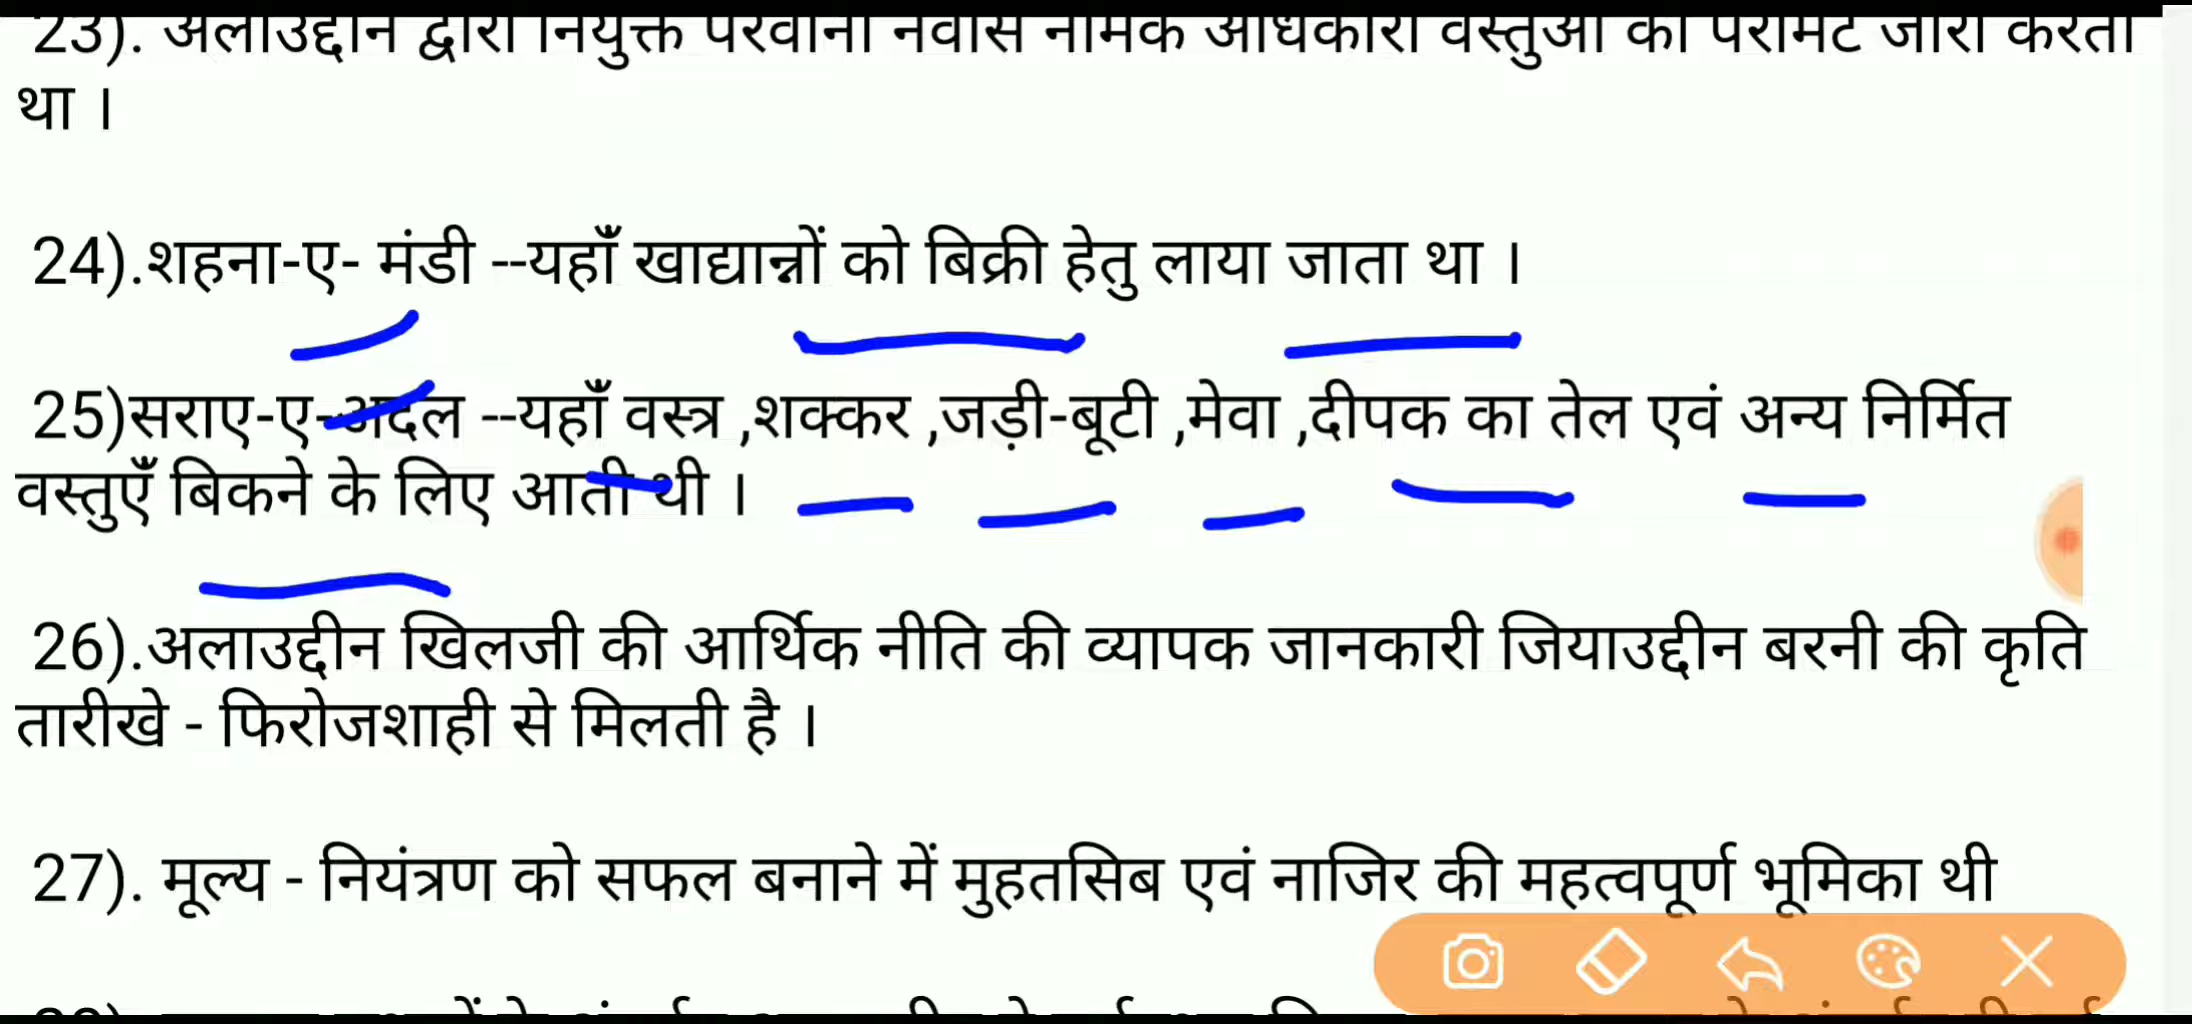 23). अलाउद्दीन द्वारा नियुक्त परवाना नवीस नामक अधिकारी वस्तुओं की परमिट जारी करता
था ।
24).शहना-ए- मंडी --यहाँ खाद्यान्नों को बिक्री हेतु लाया जाता था ।
25)सराए-ए-अदल --यहाँ वस्त्र ,शक्कर ,जड़ी-बूटी ,मेवा ,दीपक का तेल एवं अन्य निर्मित
वस्तुएँ बिकने के लिए आती थी ।
26).अलाउद्दीन खिलजी की आर्थिक नीति की व्यापक जानकारी जियाउद्दीन बरनी की कृति
तारीखे - फिरोजशाही से मिलती है ।
27). मूल्य - नियंत्रण को सफल बनाने में मुहतसिब एवं नाजिर की महत्वपूर्ण भूमिका थी